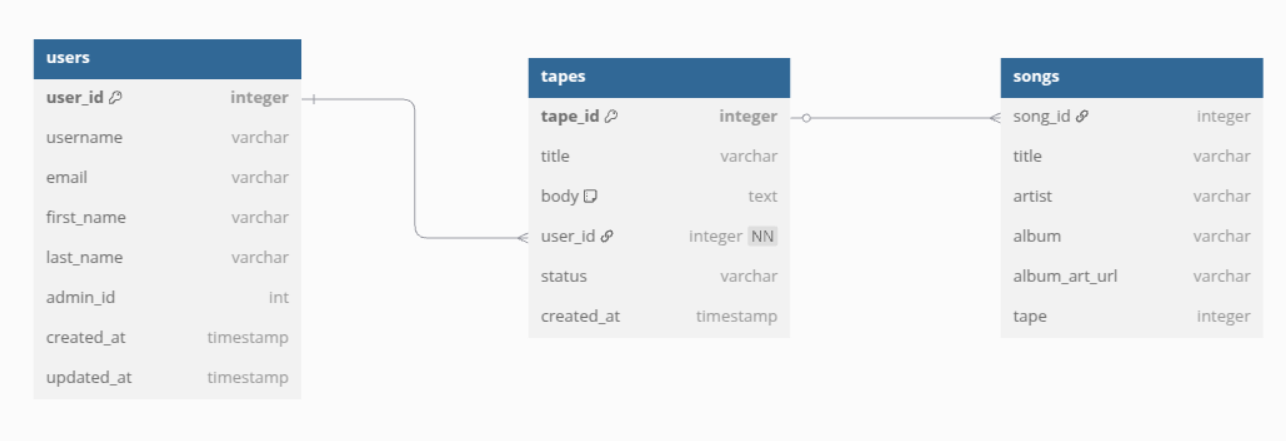 users
user_id integer
username varchar
email varchar
first_name varchar
last_name varchar
admin_id int
created_at timestamp
updated_at timestamp
tapes
tape_id integer
title varchar
body text
user_id integer NN
status varchar
created_at timestamp
songs
song_id integer
title varchar
artist varchar
album varchar
album_art_url varchar
tape integer